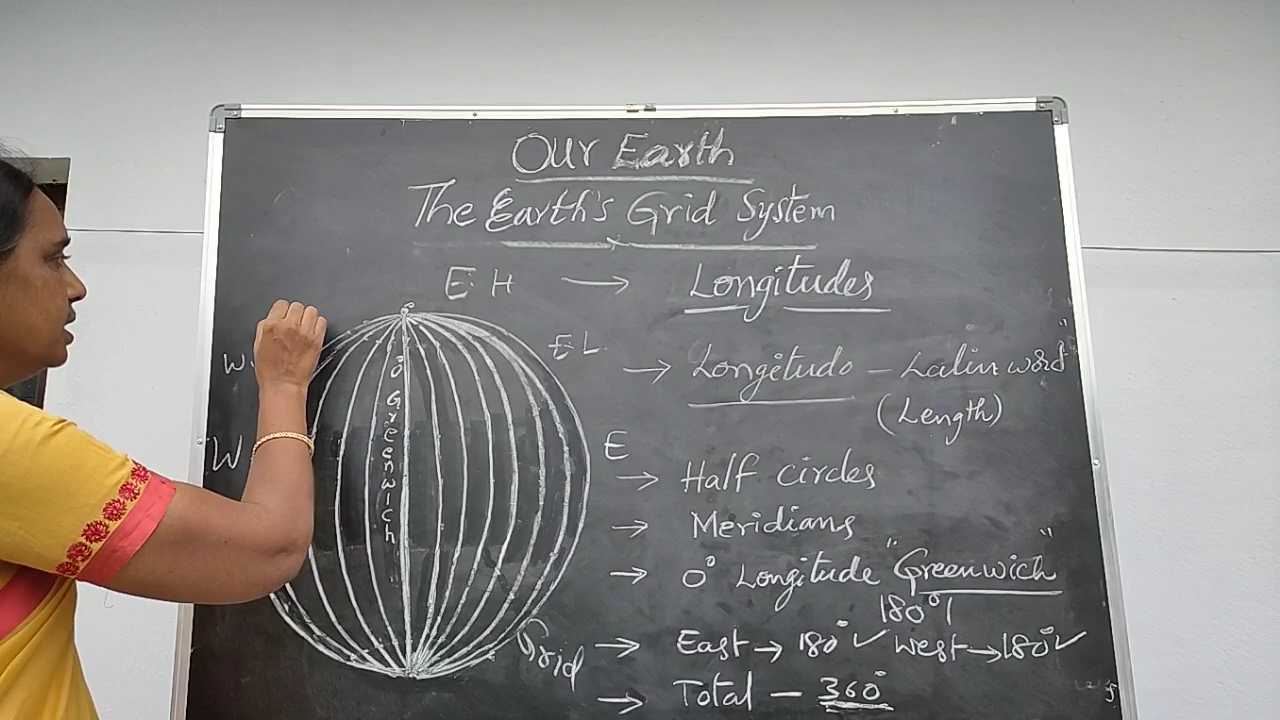 Our Earth
The Earth's Grid System
E.H → Longitudes
W.
E.L.
→ Longitudo - Latin word"
(Length)
0° Greenwich
W
E
→ Half circles
→ Meridians
→ 0° Longitude "Greenwich"
180°
Grid
→ East → 180° ✓ West → 180° ✓
→ Total - 360°